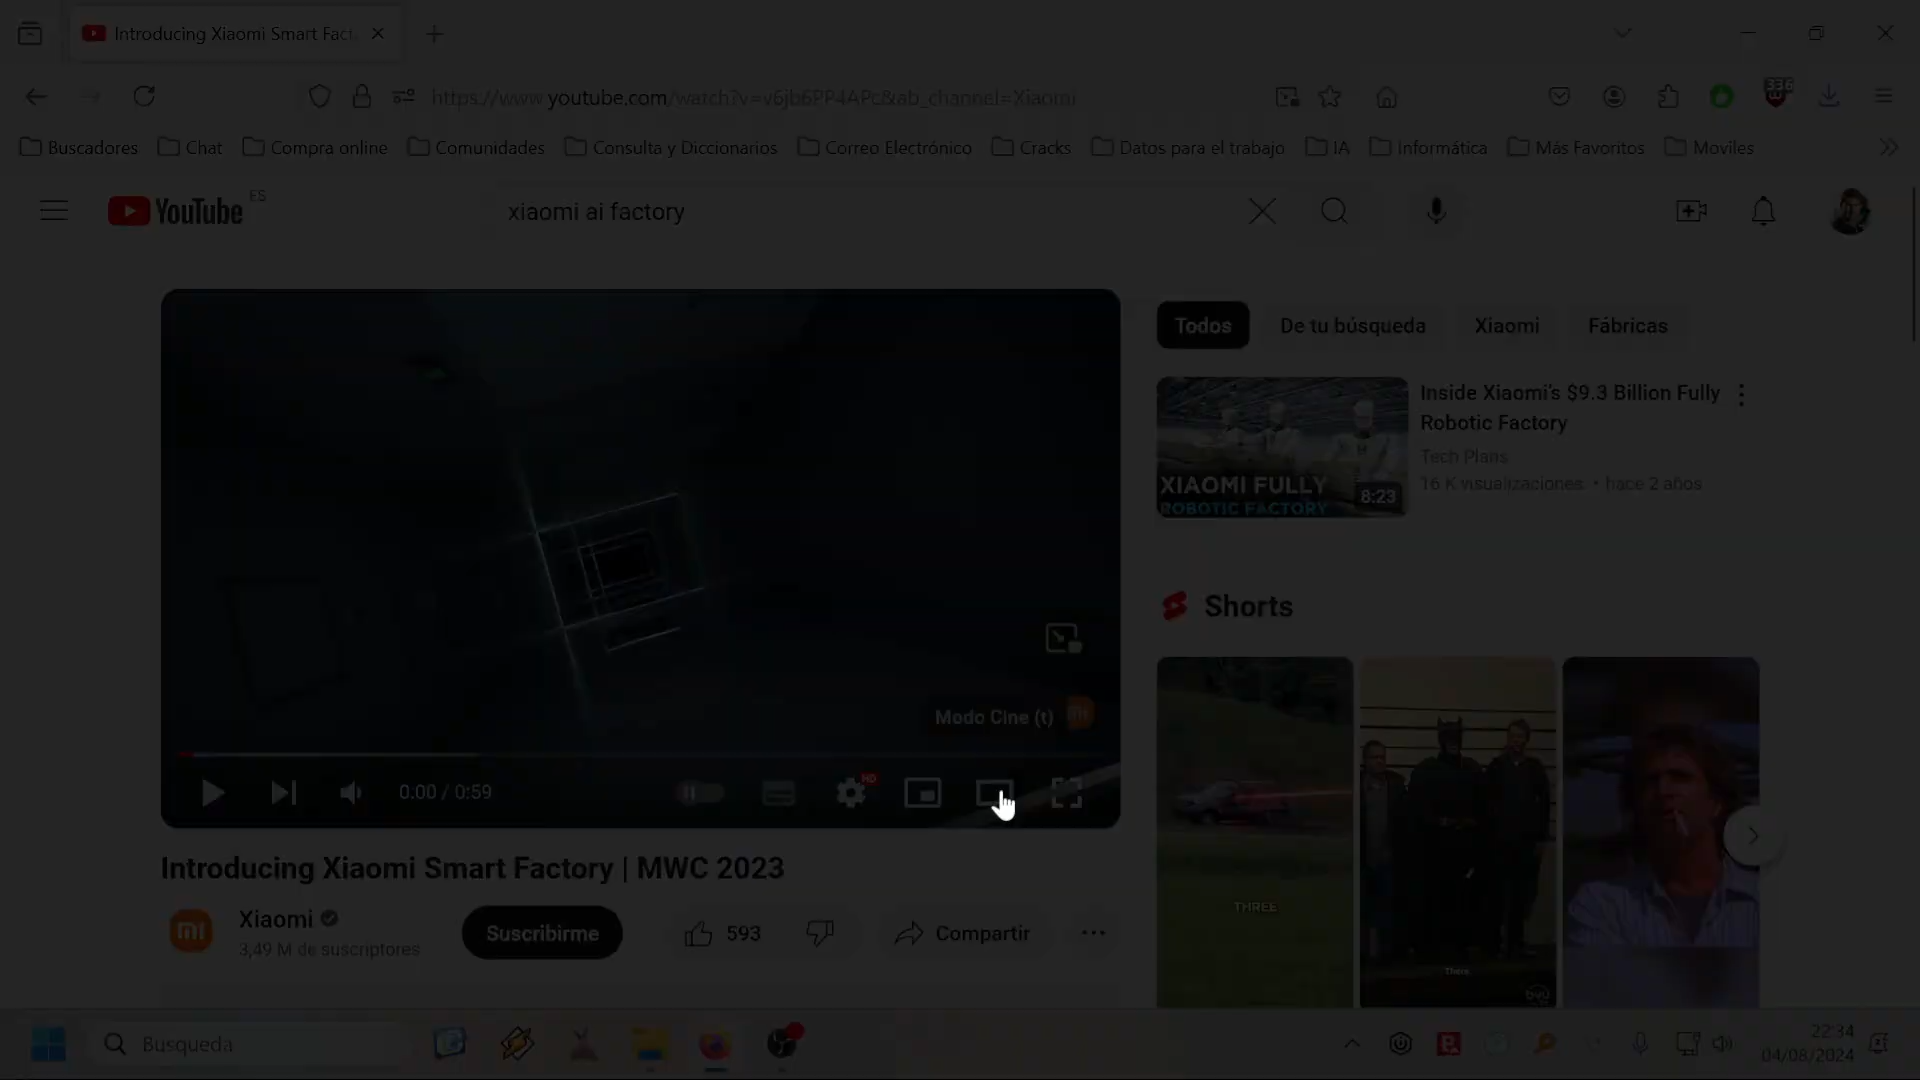 Introducing Xiaomi Smart Fact
https://www.youtube.com/watch?v=v6jb6PP4APc&ab_channel=Xiaomi
336
Buscadores
Chat
Compra online
Comunidades
Consulta y Diccionarios
Correo Electrónico
Cracks
Datos para el trabajo
IA
Informática
Más Favoritos
Moviles
YouTube ES
xiaomi ai factory
Todos
De tu búsqueda
Xiaomi
Fábricas
Inside Xiaomi's $9.3 Billion Fully
Robotic Factory
Tech Plans
16 K visualizaciones • hace 2 años
XIAOMI FULLY
ROBOTIC FACTORY
8:23
Shorts
Modo Cine (t)
0:00 / 0:59
HD
THREE
There
Introducing Xiaomi Smart Factory | MWC 2023
Xiaomi
3,49 M de suscriptores
Suscribirme
593
Compartir
Busqueda
22:34
04/08/2024